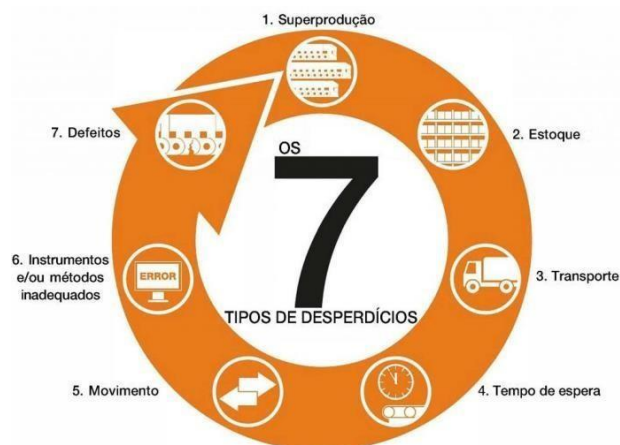 1. Superprodução
2. Estoque
3. Transporte
4. Tempo de espera
5. Movimento
6. Instrumentos
e/ou métodos
inadequados
ERROR
7. Defeitos
OS
7
TIPOS DE DESPERDÍCIOS